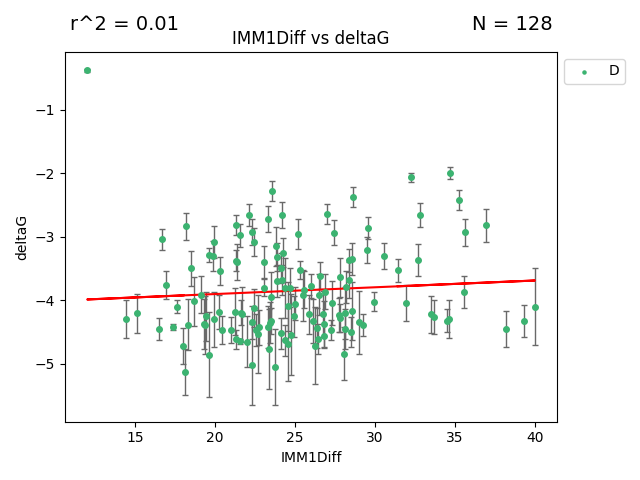 r^2 = 0.01
N = 128
IMM1Diff vs deltaG
D
deltaG
−1
−2
−3
−4
−5
15 20 25 30 35 40
IMM1Diff